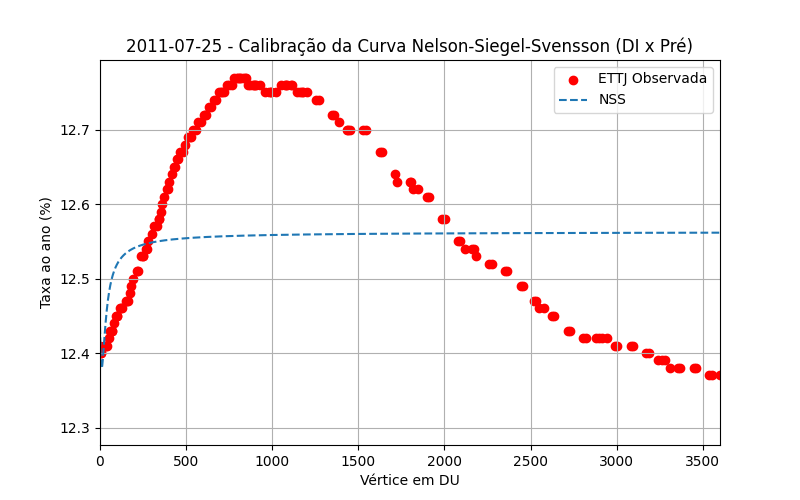 2011-07-25 - Calibração da Curva Nelson-Siegel-Svensson (DI x Pré)
ETTJ Observada
NSS
Taxa ao ano (%)
12.7
12.6
12.5
12.4
12.3
0 500 1000 1500 2000 2500 3000 3500
Vértice em DU